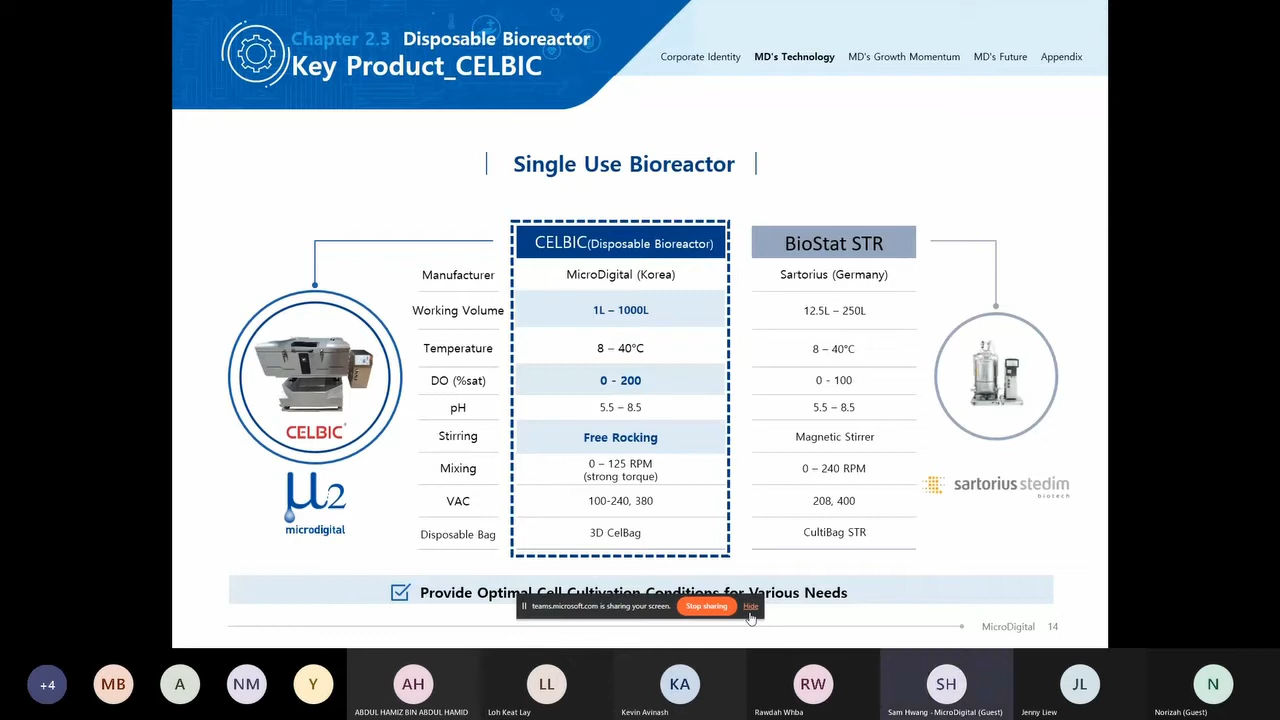 Chapter 2.3 Disposable Bioreactor
Key Product_CELBIC
Corporate Identity MD's Technology MD's Growth Momentum MD's Future Appendix
Single Use Bioreactor
CELBIC(Disposable Bioreactor) BioStat STR
Manufacturer MicroDigital (Korea) Sartorius (Germany)
Working Volume 1L – 1000L 12.5L – 250L
Temperature 8 – 40°C 8 – 40°C
DO (%sat) 0 - 200 0 - 100
pH 5.5 – 8.5 5.5 – 8.5
Stirring Free Rocking Magnetic Stirrer
Mixing 0 – 125 RPM 0 – 240 RPM
(strong torque)
VAC 100-240, 380 208, 400
Disposable Bag 3D CelBag CultiBag STR
CELBIC
μ2
microdigital
sartorius stedim
biotech
Provide Optimal Cell Cultivation Conditions for Various Needs
teams.microsoft.com is sharing your screen. Stop sharing Hide
MicroDigital 14
+4 MB A NM Y AH LL KA RW SH JL N
ABDUL HAMIZ BIN ABDUL HAMID Loh Keat Lay Kevin Avinash Rawdah Whba Sam Hwang - MicroDigital (Guest) Jenny Liew Norizah (Guest)